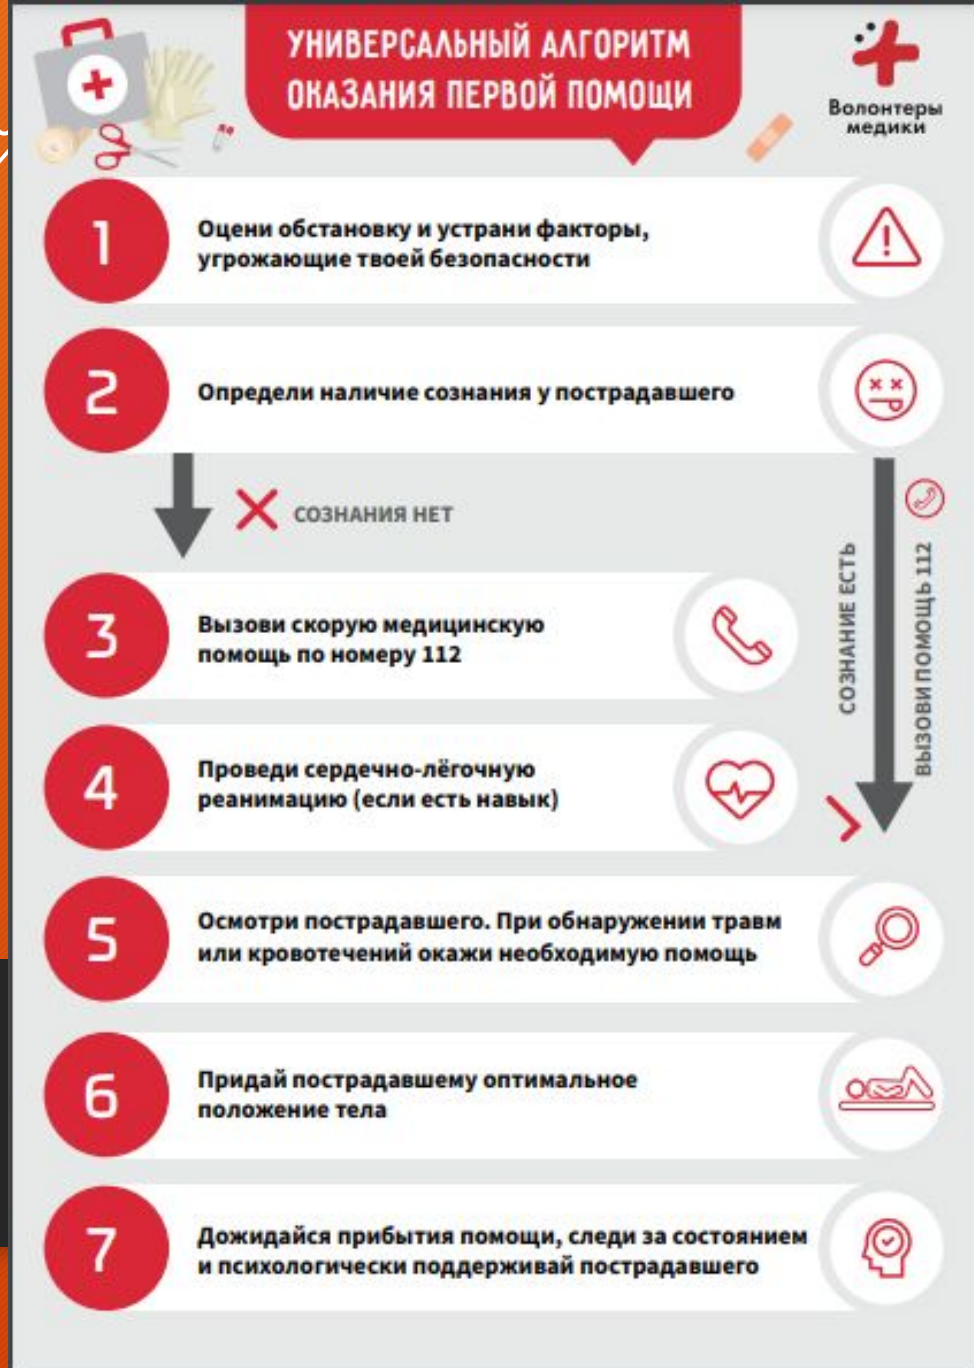 УНИВЕРСАЛЬНЫЙ АЛГОРИТМ
ОКАЗАНИЯ ПЕРВОЙ ПОМОЩИ
Волонтеры
медики
1
Оцени обстановку и устрани факторы,
угрожающие твоей безопасности
2
Определи наличие сознания у пострадавшего
СОЗНАНИЯ НЕТ
СОЗНАНИЕ ЕСТЬ
ВЫЗОВИ ПОМОЩЬ 112
3
Вызови скорую медицинскую
помощь по номеру 112
4
Проведи сердечно-лёгочную
реанимацию (если есть навык)
5
Осмотри пострадавшего. При обнаружении травм
или кровотечений окажи необходимую помощь
6
Придай пострадавшему оптимальное
положение тела
7
Дожидайся прибытия помощи, следи за состоянием
и психологически поддерживай пострадавшего